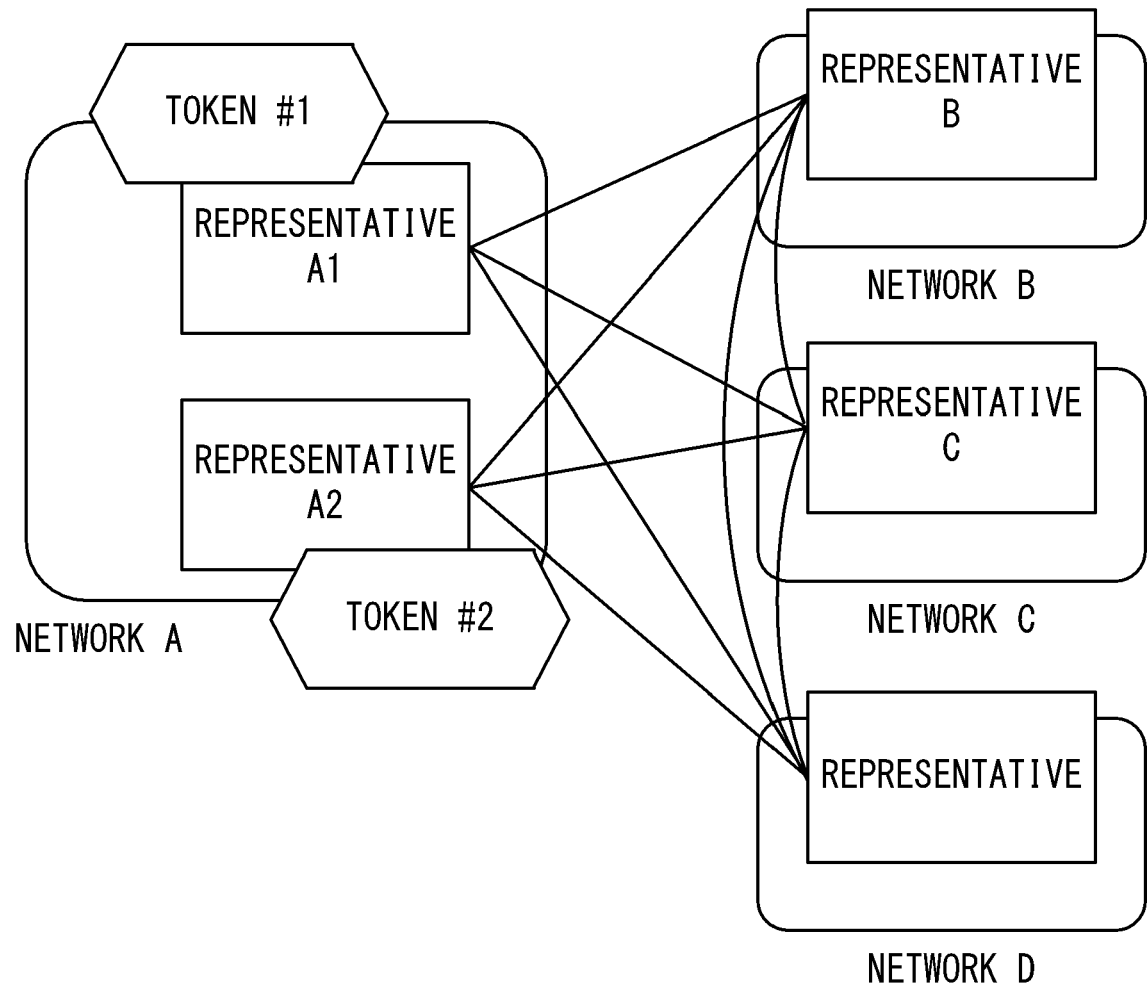 TOKEN #1
REPRESENTATIVE
A1
REPRESENTATIVE
A2
TOKEN #2
NETWORK A
REPRESENTATIVE
B
NETWORK B
REPRESENTATIVE
C
NETWORK C
REPRESENTATIVE
NETWORK D